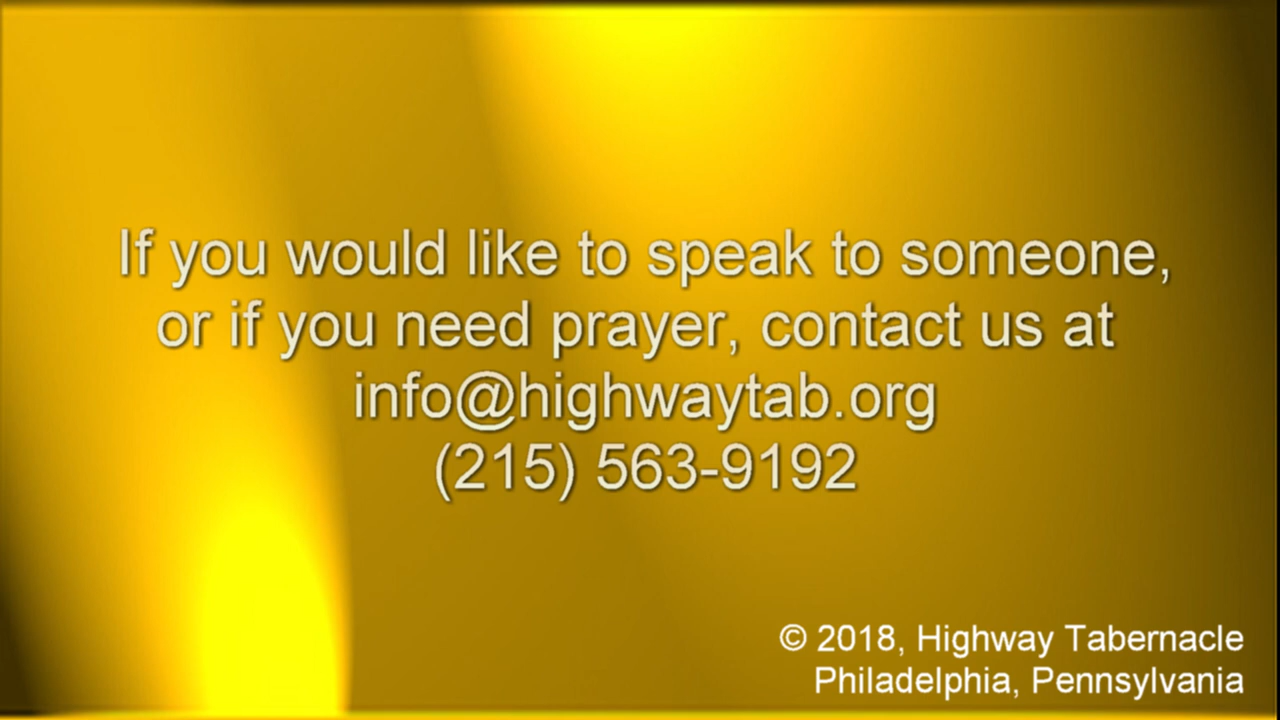 If you would like to speak to someone,
or if you need prayer, contact us at
info@highwaytab.org
(215) 563-9192
© 2018, Highway Tabernacle
Philadelphia, Pennsylvania